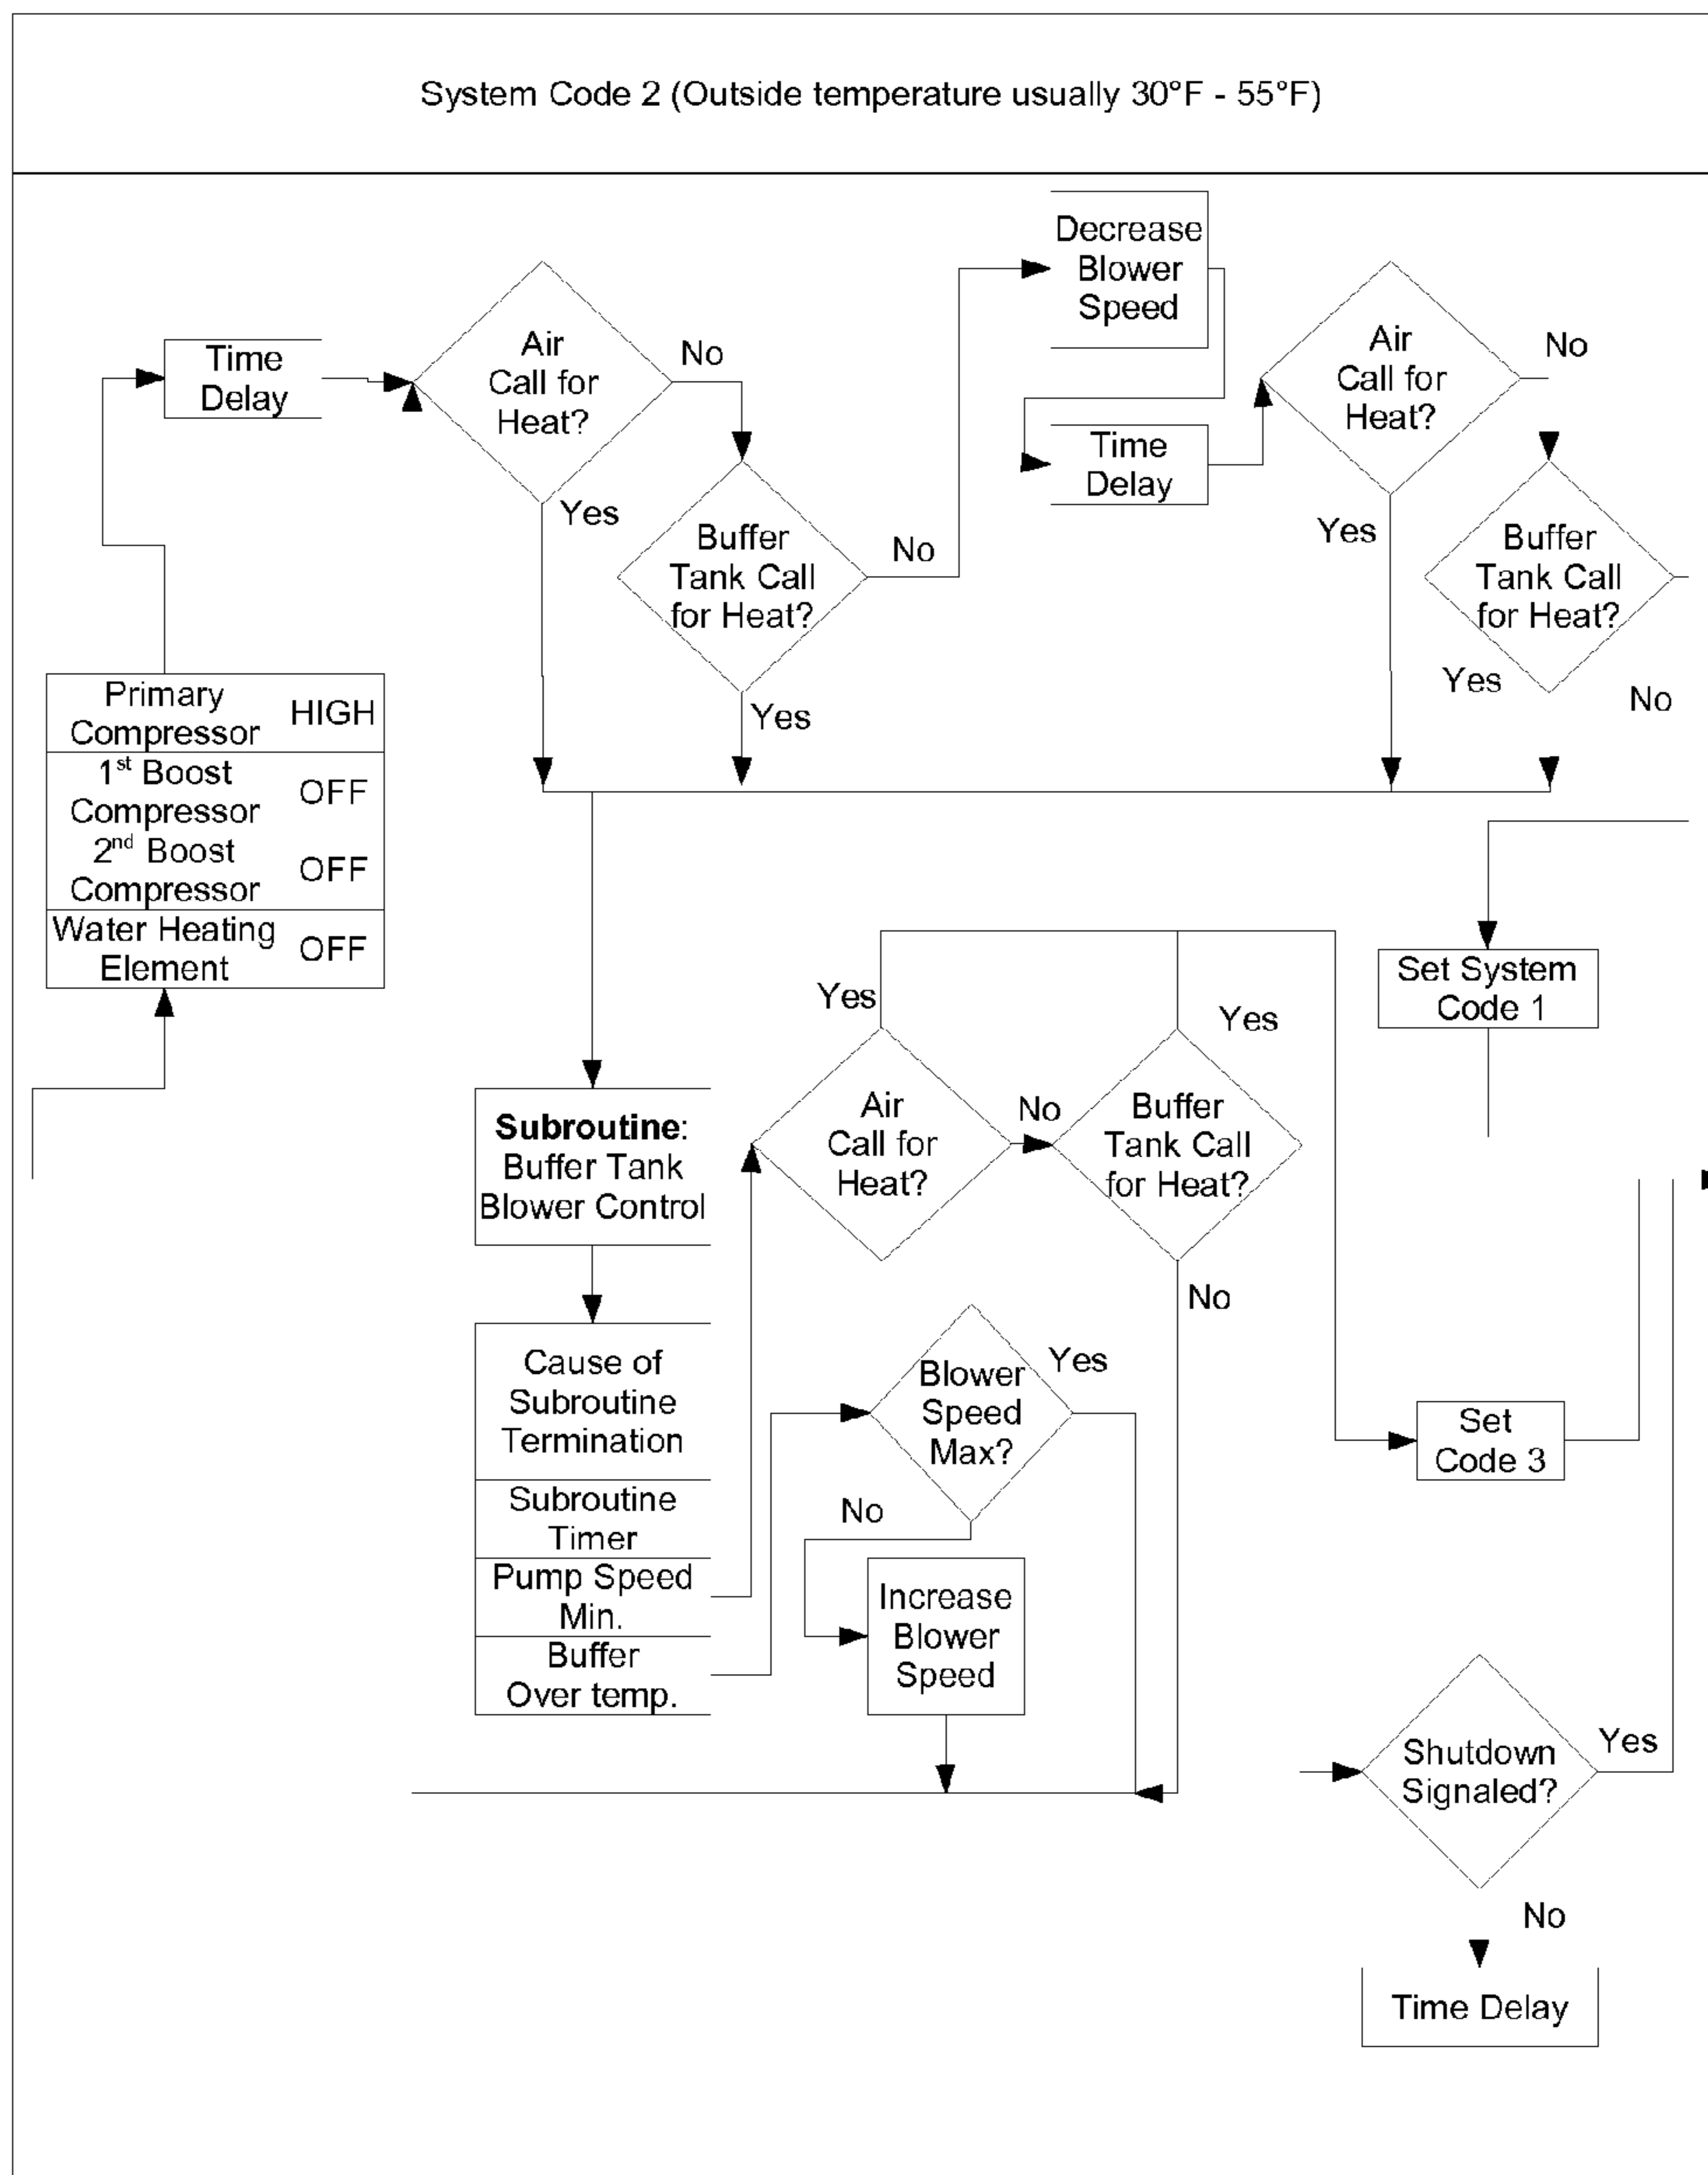 System Code 2 (Outside temperature usually 30°F - 55°F)
Decrease
Blower
Speed
Time
Delay
Air
Call for
Heat?
No
Yes
Buffer
Tank Call
for Heat?
No
Yes
Time
Delay
Air
Call for
Heat?
No
Yes
Buffer
Tank Call
for Heat?
Yes
No
Primary
Compressor
HIGH
1st Boost
Compressor
OFF
2nd Boost
Compressor
OFF
Water Heating
Element
OFF
Set System
Code 1
Yes
Yes
Subroutine:
Buffer Tank
Blower Control
Air
Call for
Heat?
No
Buffer
Tank Call
for Heat?
No
Cause of
Subroutine
Termination
Subroutine
Timer
Pump Speed
Min.
Buffer
Over temp.
Blower
Speed
Max?
Yes
No
Increase
Blower
Speed
Set
Code 3
Shutdown
Signaled?
Yes
No
Time Delay